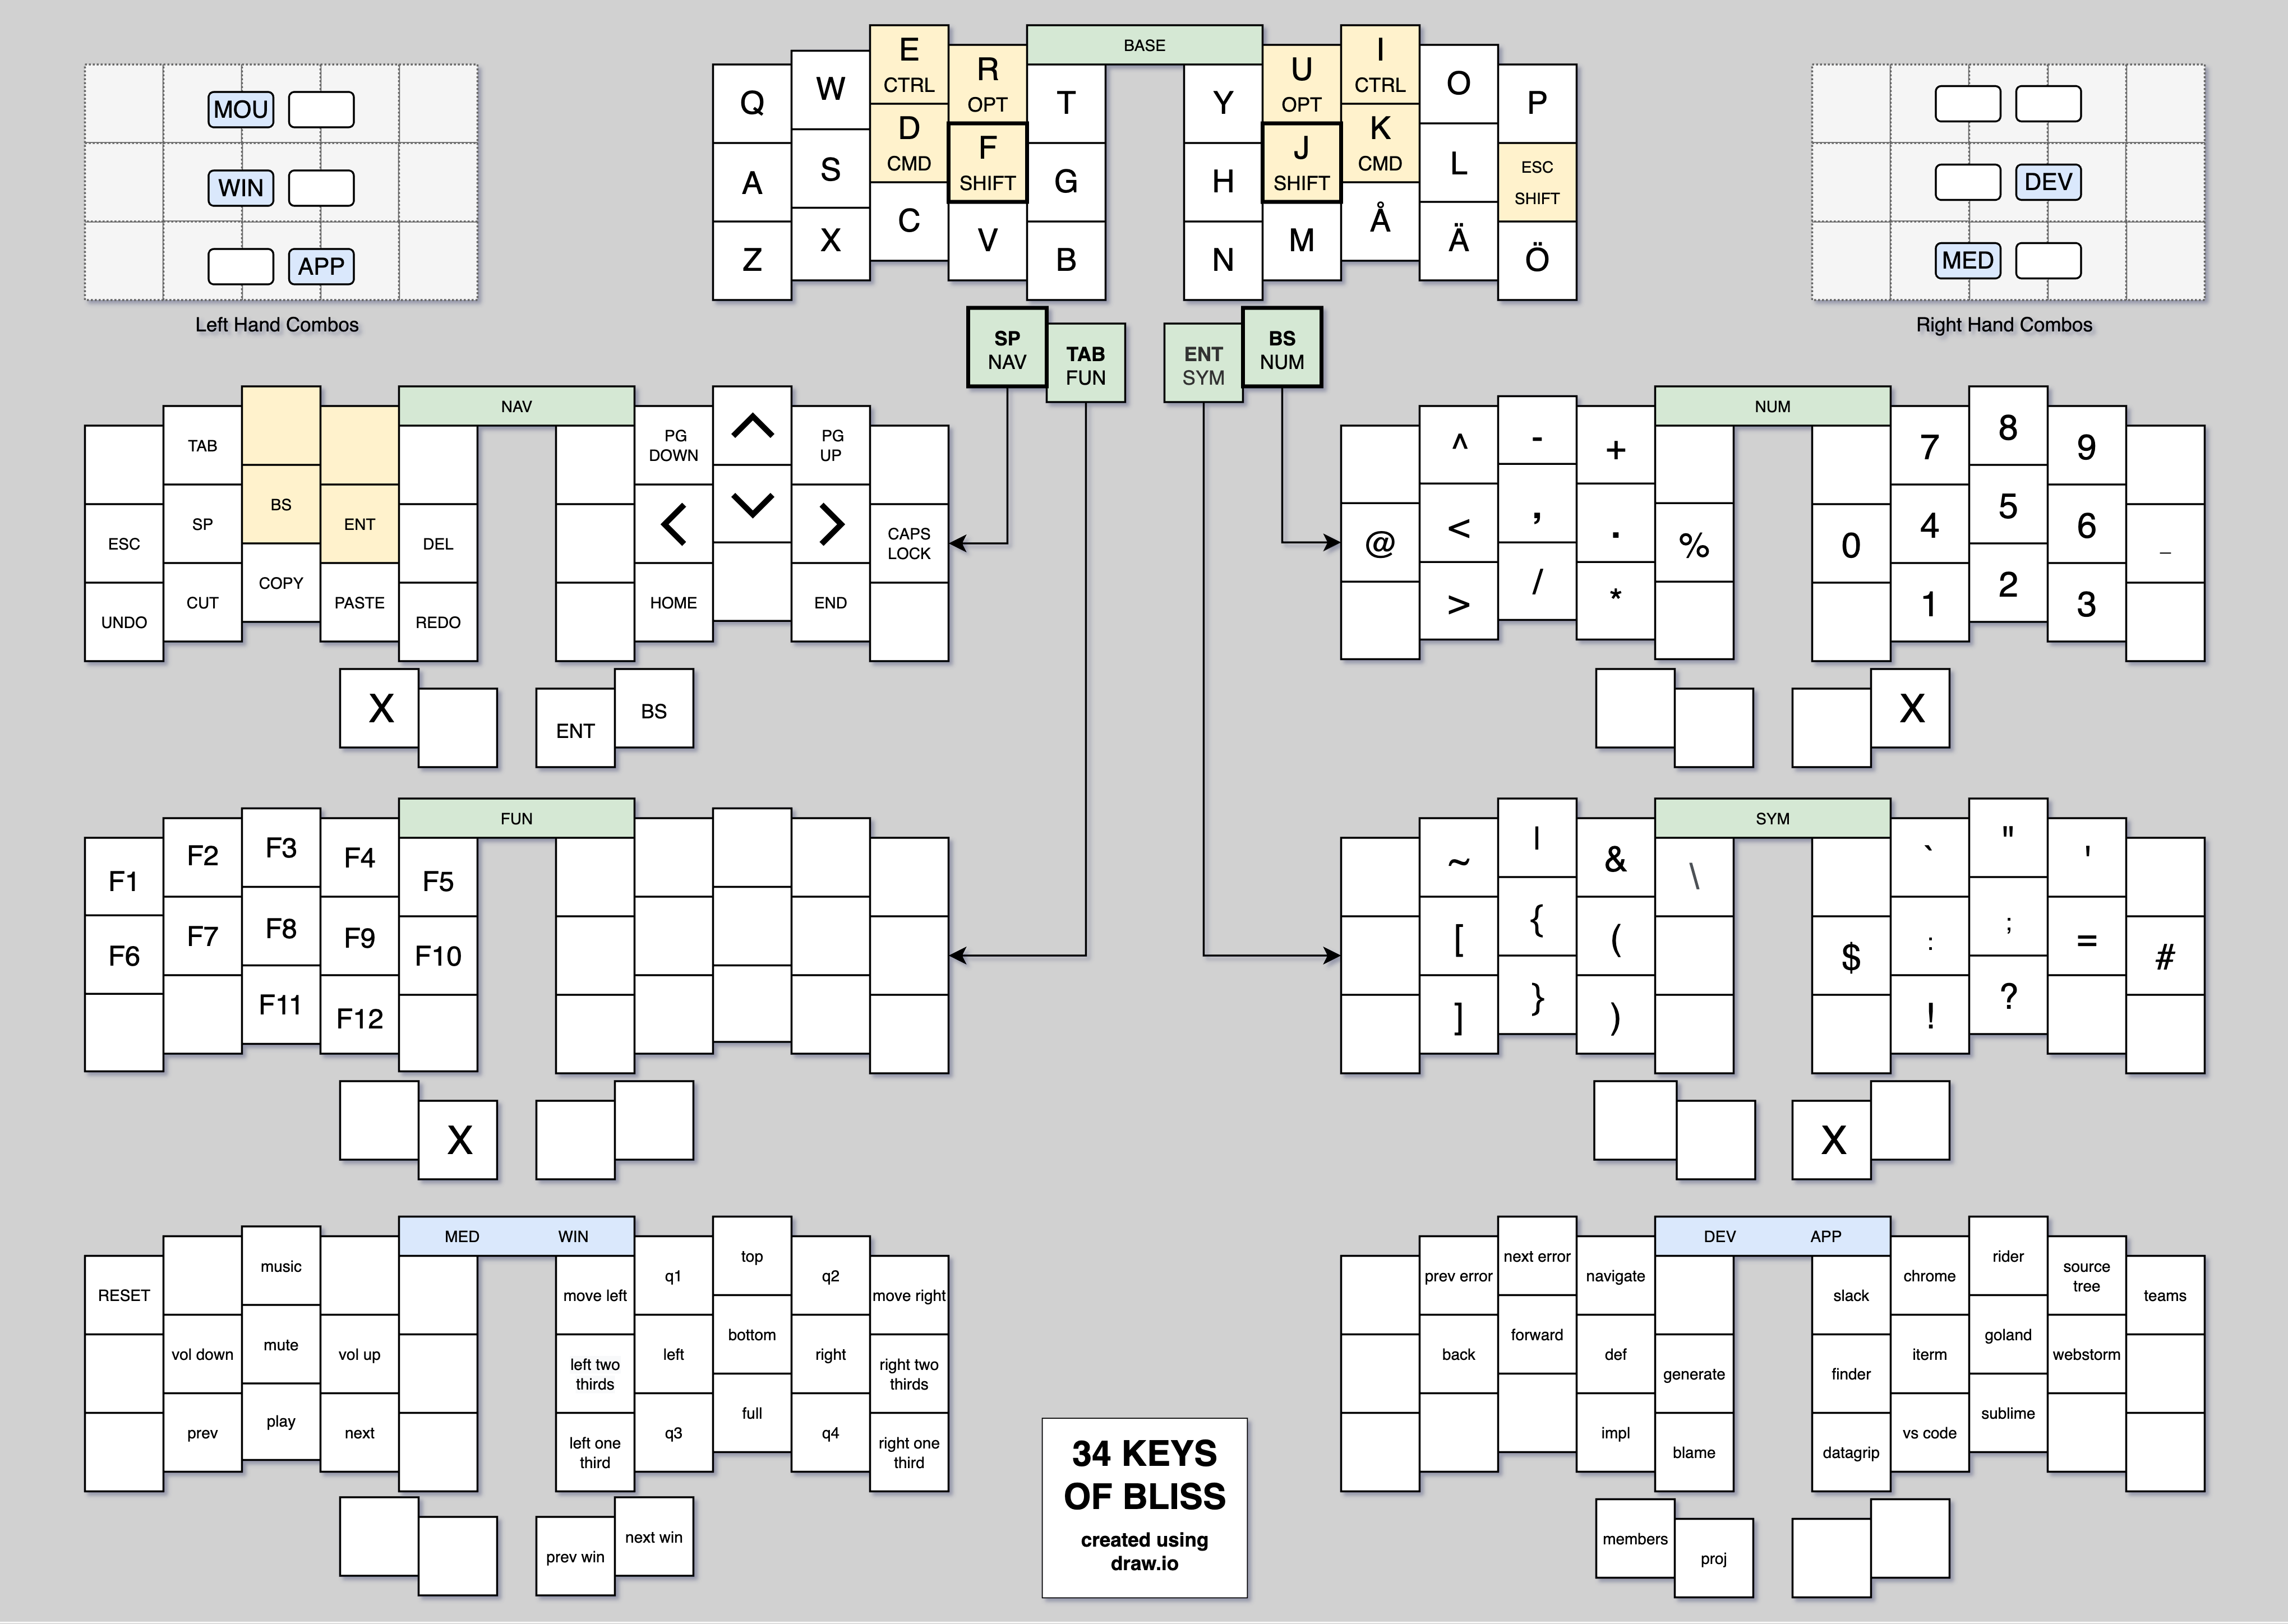 BASE
Q
W
E
CTRL
R
OPT
T
Y
U
OPT
I
CTRL
O
P
A
S
D
CMD
F
SHIFT
G
H
J
SHIFT
K
CMD
L
ESC
SHIFT
Z
X
C
V
B
N
M
Å
Ä
Ö
SP
NAV
TAB
FUN
ENT
SYM
BS
NUM
MOU
WIN
APP
Left Hand Combos
DEV
MED
Right Hand Combos
NAV
TAB
PG
DOWN
PG
UP
ESC
SP
BS
ENT
DEL
CAPS
LOCK
UNDO
CUT
COPY
PASTE
REDO
HOME
END
X
ENT
BS
NUM
^
-
+
7
8
9
@
<
,
.
%
0
4
5
6
_
>
/
*
1
2
3
X
FUN
F1
F2
F3
F4
F5
F6
F7
F8
F9
F10
F11
F12
X
SYM
~
|
&
\
`
"
'
[
{
(
$
:
;
=
#
]
}
)
!
?
X
MED
WIN
RESET
music
move left
q1
top
q2
move right
vol down
mute
vol up
left two
thirds
left
bottom
right
right two
thirds
prev
play
next
left one
third
q3
full
q4
right one
third
prev win
next win
34 KEYS
OF BLISS
created using
draw.io
DEV
APP
prev error
next error
navigate
slack
chrome
rider
source
tree
teams
back
forward
def
generate
finder
iterm
goland
webstorm
impl
blame
datagrip
vs code
sublime
members
proj